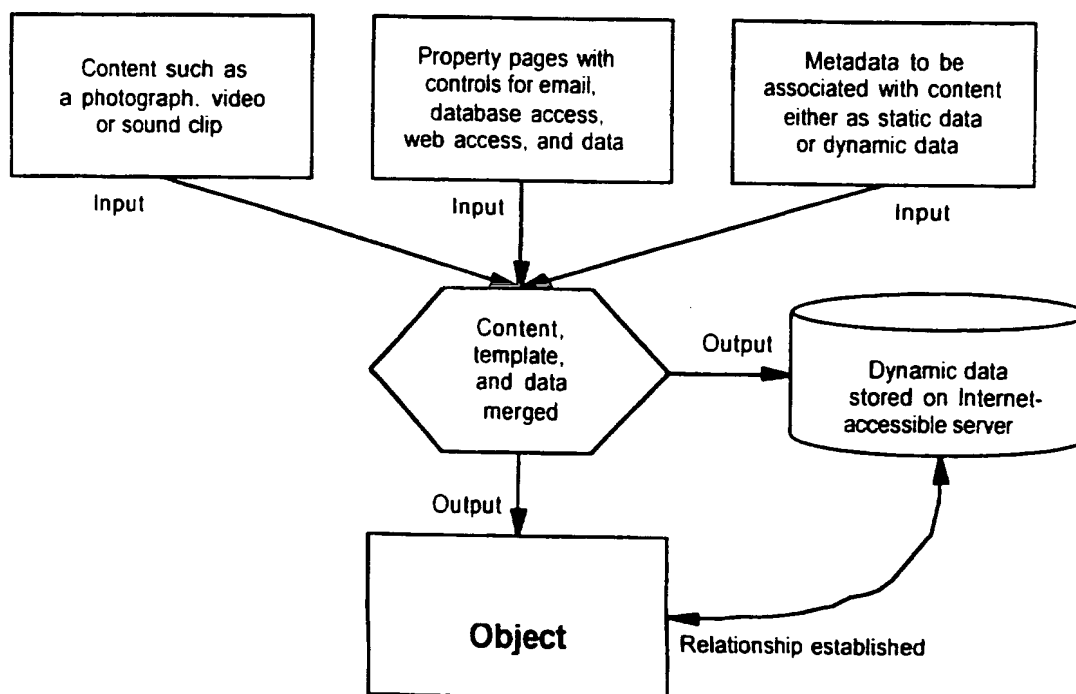 Content such as
a photograph. video
or sound clip
Property pages with
controls for email,
database access,
web access, and data
Metadata to be
associated with content
either as static data
or dynamic data
Input
Input
Input
Content,
template,
and data
merged
Output
Dynamic data
stored on Internet-
accessible server
Output
Object
Relationship established